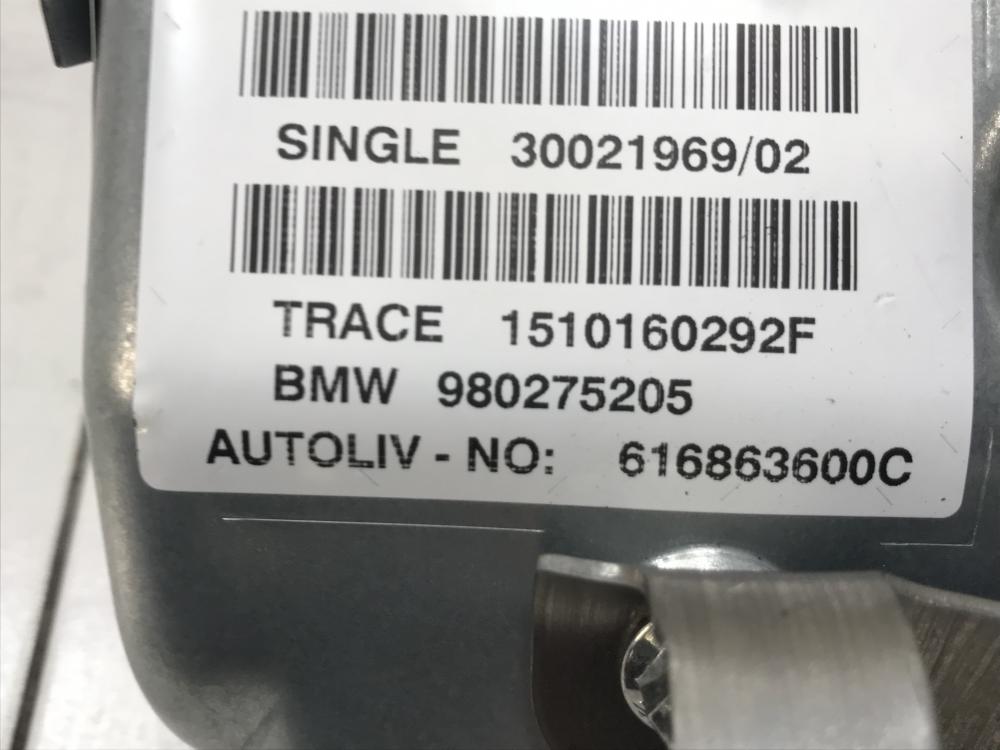 SINGLE 30021969/02
TRACE 1510160292F
BMW 980275205
AUTOLIV - NO: 616863600C